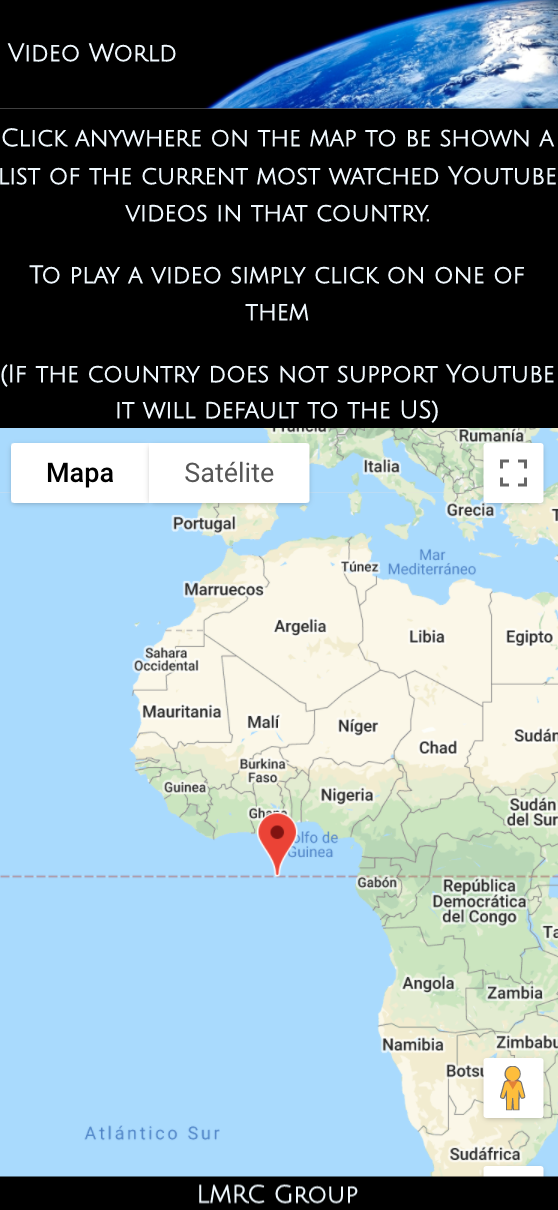 Video World
Click anywhere on the map to be shown a
list of the current most watched Youtube
videos in that country.
To play a video simply click on one of
them
(If the country does not support Youtube
it will default to the US)
Francia
Rumanía
Mapa
Satélite
Italia
Portugal
Grecia
Mar
Mediterráneo
Túnez
Marruecos
Argelia
Libia
Egipto
Sahara
Occidental
Mauritania
Malí
Níger
Chad
Sudán
Burkina
Faso
Guinea
Nigeria
Sudán
del Sur
Ghana
Golfo de
Guinea
Gabón
República
Democrática
del Congo
Angola
Zambia
Namibia
Zimbabu
Botsu
Atlántico Sur
Sudáfrica
LMRC Group